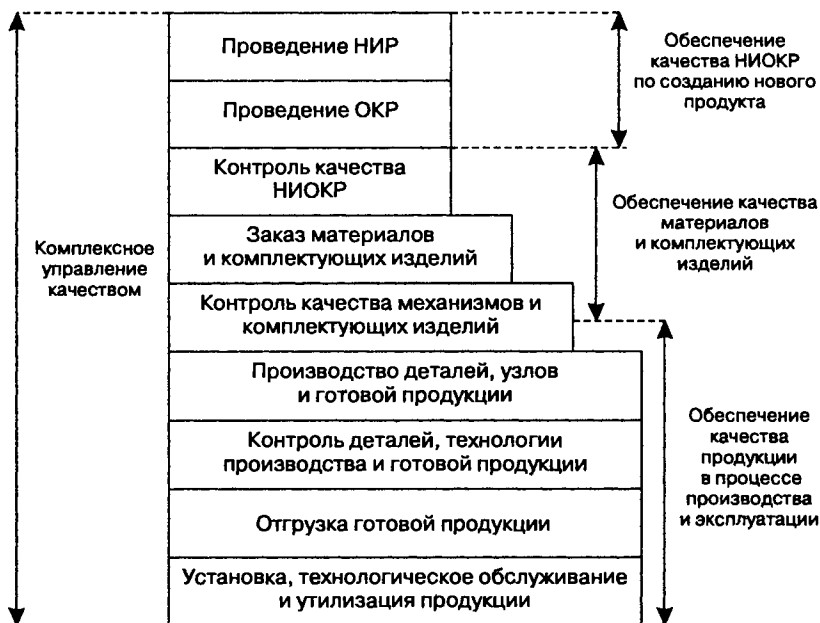 Комплексное
управление
качеством
Проведение НИР
Проведение ОКР
Контроль качества
НИОКР
Заказ материалов
и комплектующих изделий
Контроль качества механизмов и
комплектующих изделий
Производство деталей, узлов
и готовой продукции
Контроль деталей, технологии
производства и готовой продукции
Отгрузка готовой продукции
Установка, технологическое обслуживание
и утилизация продукции
Обеспечение
качества НИОКР
по созданию нового
продукта
Обеспечение качества
материалов
и комплектующих
изделий
Обеспечение
качества
продукции
в процессе
производства
и эксплуатации